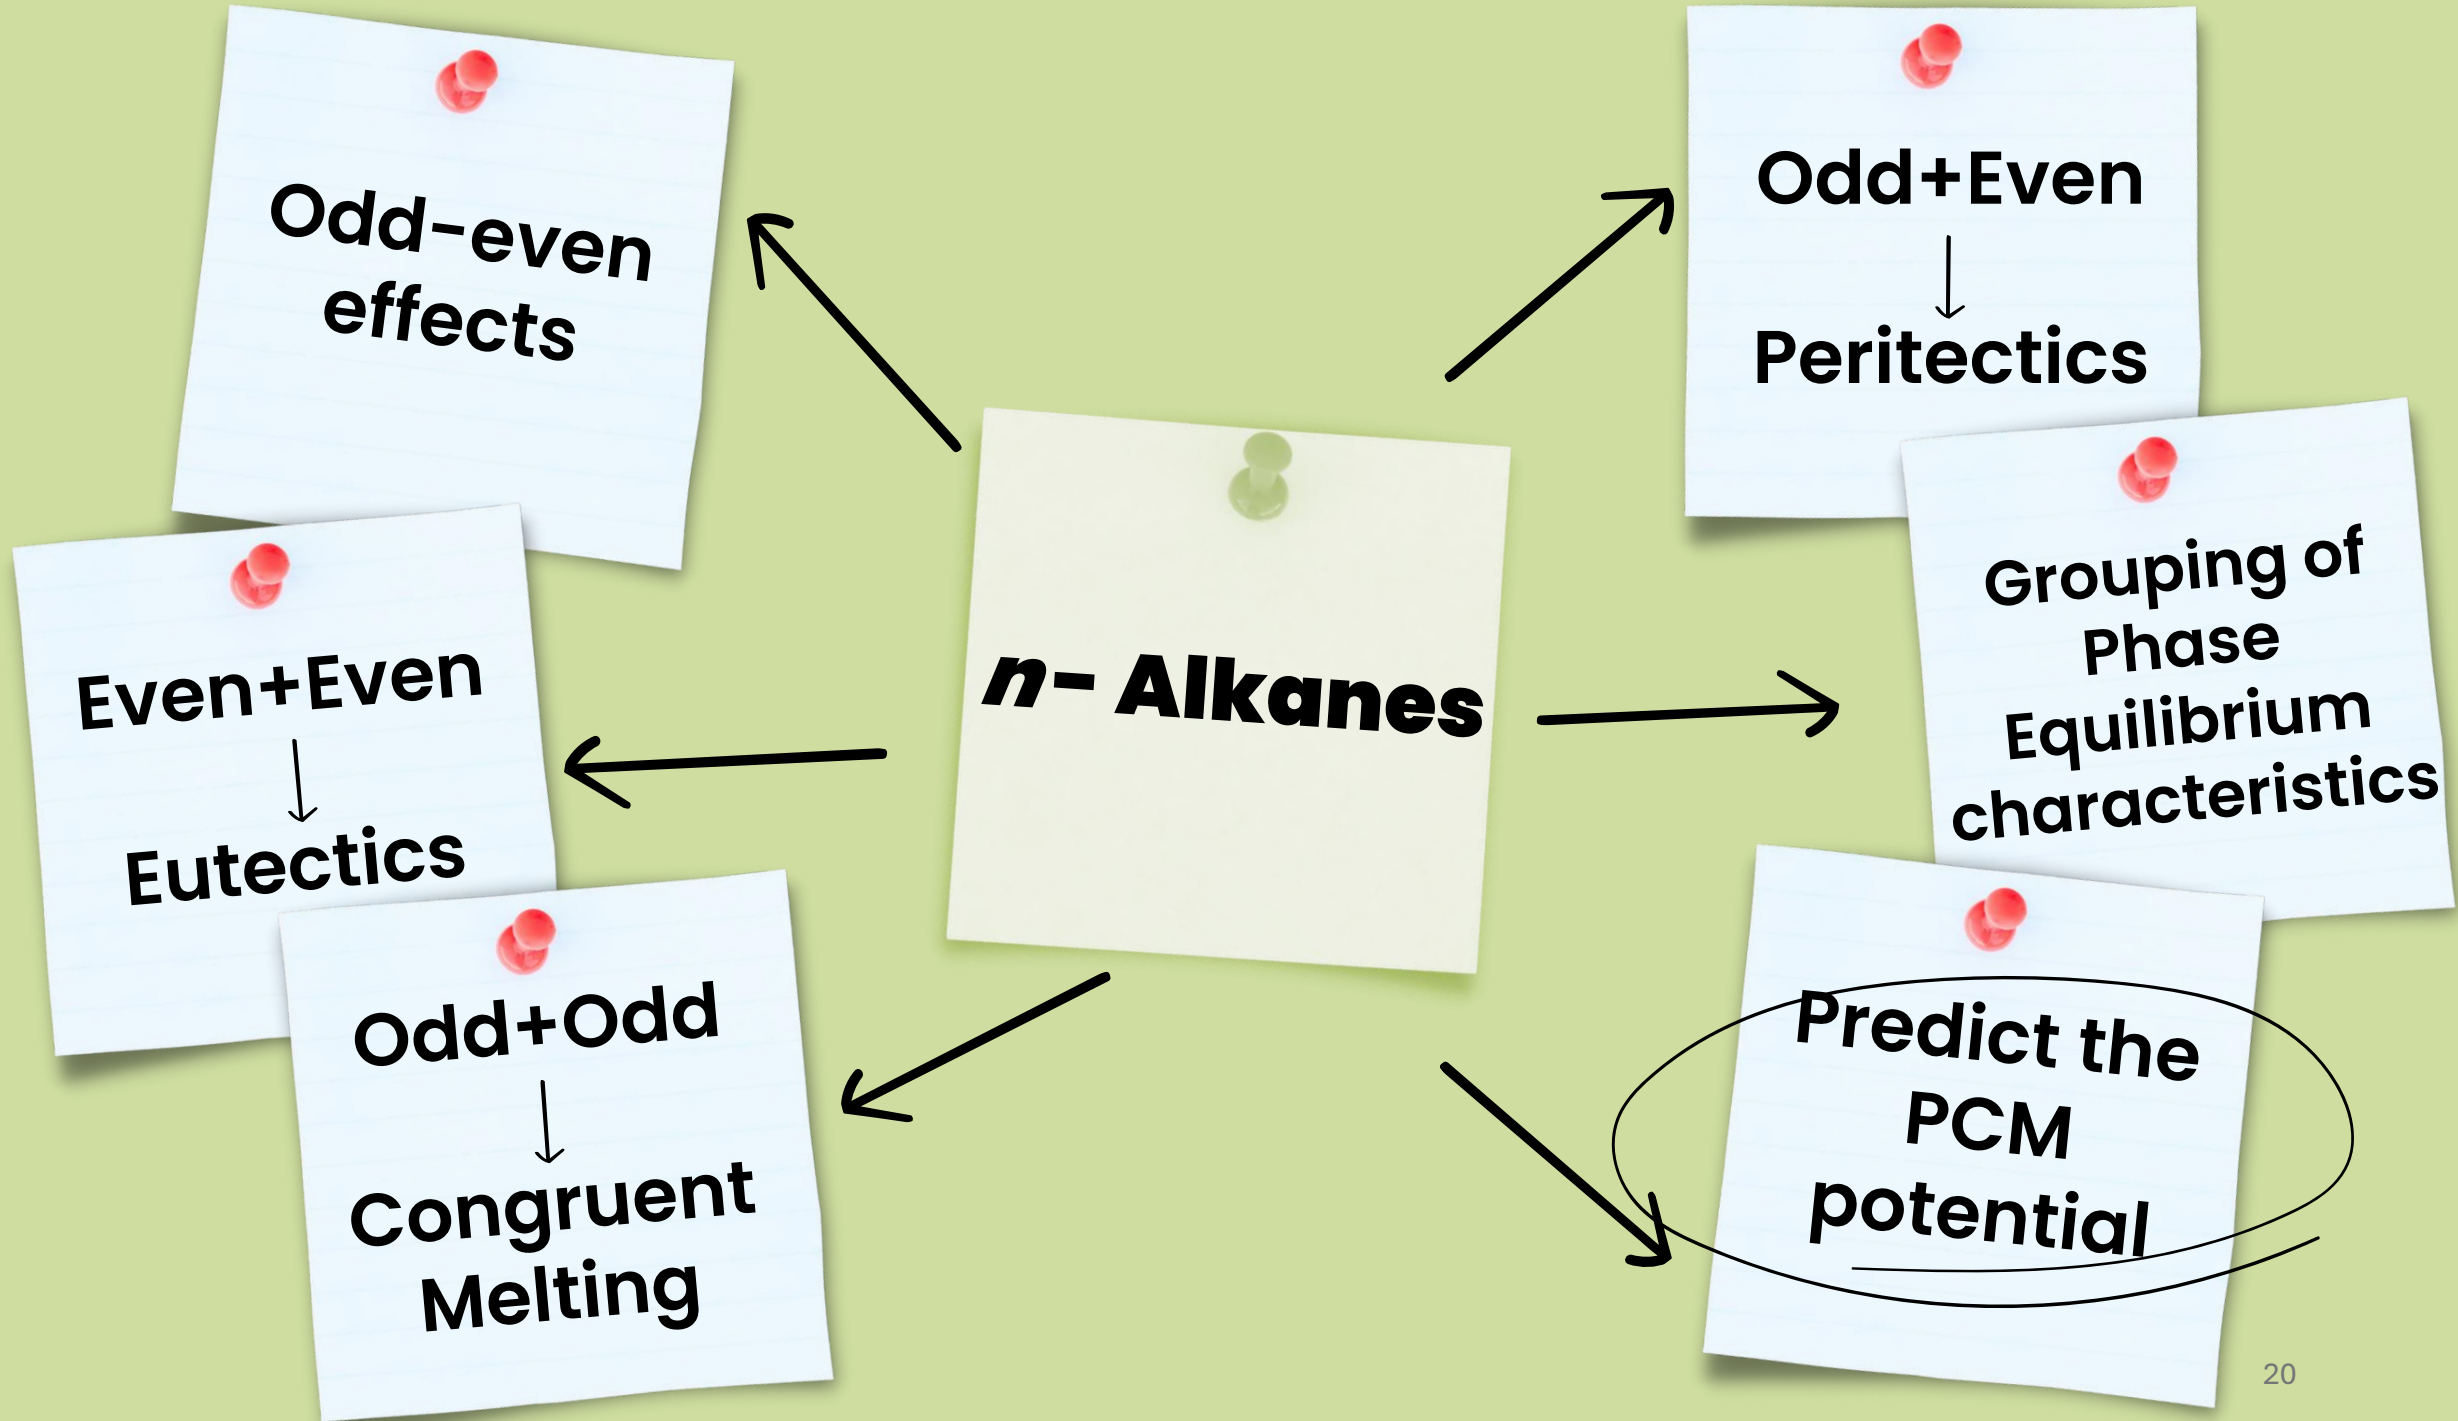 Odd-even
effects
Even+Even
Eutectics
Odd+Odd
Congruent
Melting
n- Alkanes
Odd+Even
Peritectics
Grouping of
Phase
Equilibrium
characteristics
Predict the
PCM
potential
20